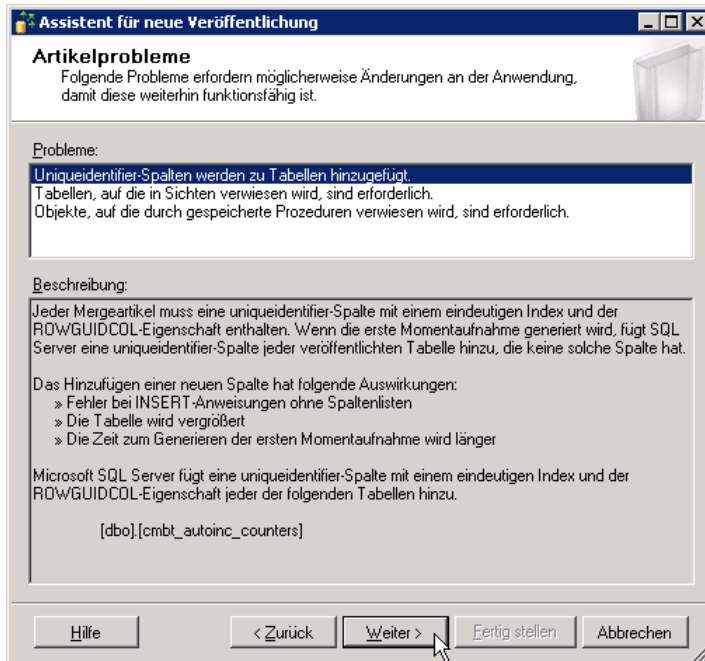 Assistent für neue Veröffentlichung
Artikelprobleme
Folgende Probleme erfordern möglicherweise Änderungen an der Anwendung,
damit diese weiterhin funktionsfähig ist.
Probleme:
Uniqueidentifier-Spalten werden zu Tabellen hinzugefügt.
Tabellen, auf die in Sichten verwiesen wird, sind erforderlich.
Objekte, auf die durch gespeicherte Prozeduren verwiesen wird, sind erforderlich.
Beschreibung:
Jeder Mergeartikel muss eine uniqueidentifier-Spalte mit einem eindeutigen Index und der
ROWGUIDCOL-Eigenschaft enthalten. Wenn die erste Momentaufnahme generiert wird, fügt SQL
Server eine uniqueidentifier-Spalte jeder veröffentlichten Tabelle hinzu, die keine solche Spalte hat.
Das Hinzufügen einer neuen Spalte hat folgende Auswirkungen:
» Fehler bei INSERT-Anweisungen ohne Spaltenlisten
» Die Tabelle wird vergrößert
» Die Zeit zum Generieren der ersten Momentaufnahme wird länger
Microsoft SQL Server fügt eine uniqueidentifier-Spalte mit einem eindeutigen Index und der
ROWGUIDCOL-Eigenschaft jeder der folgenden Tabellen hinzu.
[dbo].[cmbt_autoinc_counters]
Hilfe
< Zurück
Weiter >
Fertig stellen
Abbrechen